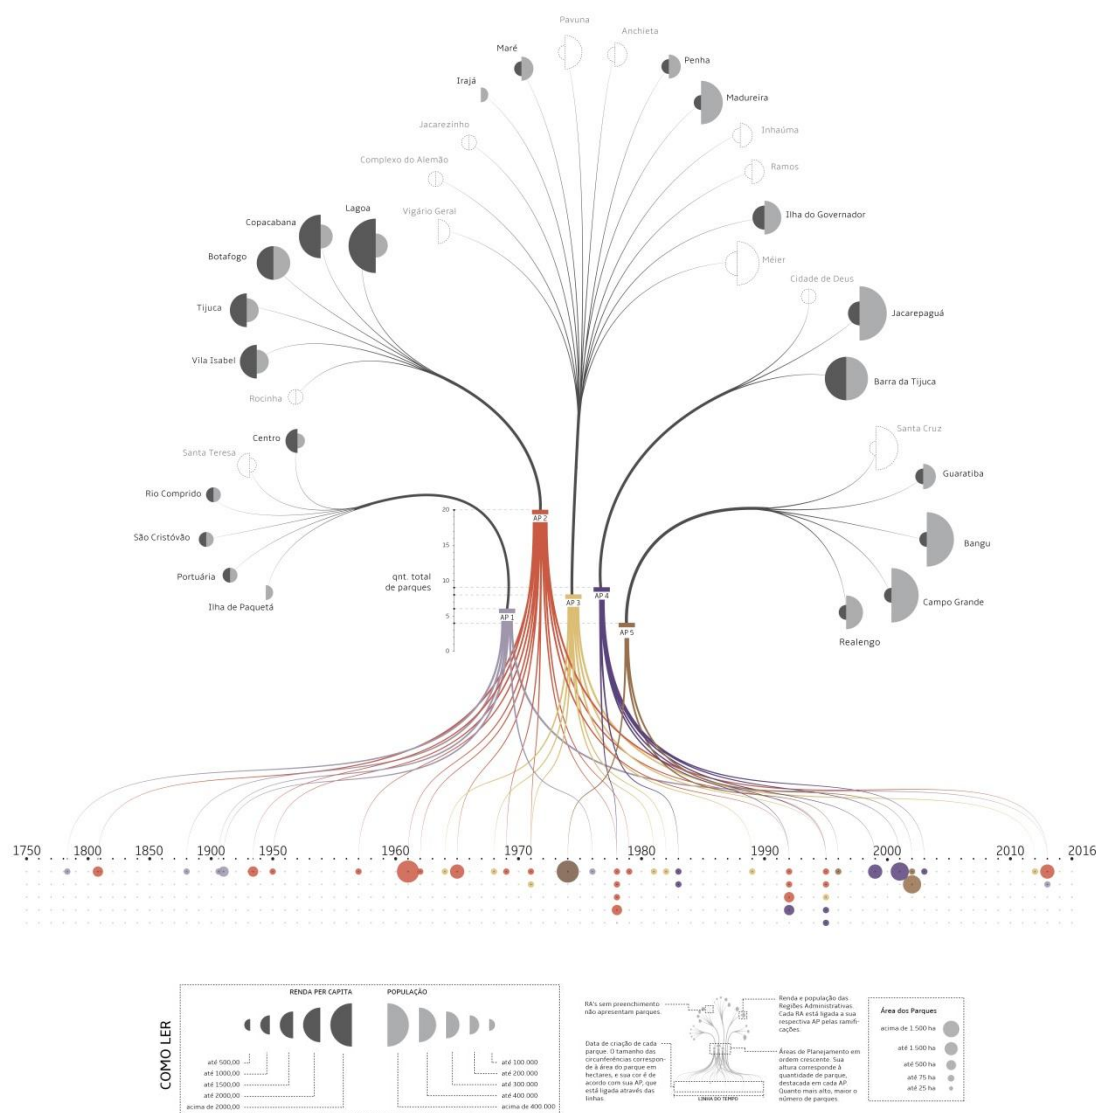 Pavuna
Anchieta
Maré
Penha
Irajá
Madureira
Jacarezinho
Inhaúma
Complexo do Alemão
Ramos
Vigário Geral
Lagoa
Copacabana
Ilha do Governador
Botafogo
Méier
Cidade de Deus
Tijuca
Jacarepaguá
Vila Isabel
Barra da Tijuca
Rocinha
Santa Cruz
Centro
Santa Teresa
Guaratiba
Rio Comprido
São Cristóvão
Bangu
Portuária
Ilha de Paquetá
Campo Grande
Realengo
20
15
10
5
0
qnt. total
de parques
AP 2
AP 4
AP 3
AP 1
AP 5
1750 1800 1850 1900 1950 1960 1970 1980 1990 2000 2010 2016
COMO LER
RENDA PER CAPITA
POPULAÇÃO
até 500,00
até 1000,00
até 1500,00
até 2000,00
acima de 2000,00
até 100.000
até 200.000
até 300.000
até 400.000
acima de 400.000
RA's sem preenchimento
não apresentam parques.
Data de criação de cada
parque. O tamanho das
circunferências correspon-
de à área do parque em
hectares, e sua cor é de
acordo com sua AP, que
está ligada através das
linhas.
Renda e população das
Regiões Administrativas.
Cada RA está ligada a sua
respectiva AP pelas ramifi-
cações.
Áreas de Planejamento em
ordem crescente. Sua
altura corresponde à
quantidade de parque,
destacada em cada AP.
Quanto mais alto, maior o
número de parques.
LINHA DO TEMPO
Área dos Parques
acima de 1.500 ha
até 1.500 ha
até 500 ha
até 75 ha
até 25 ha